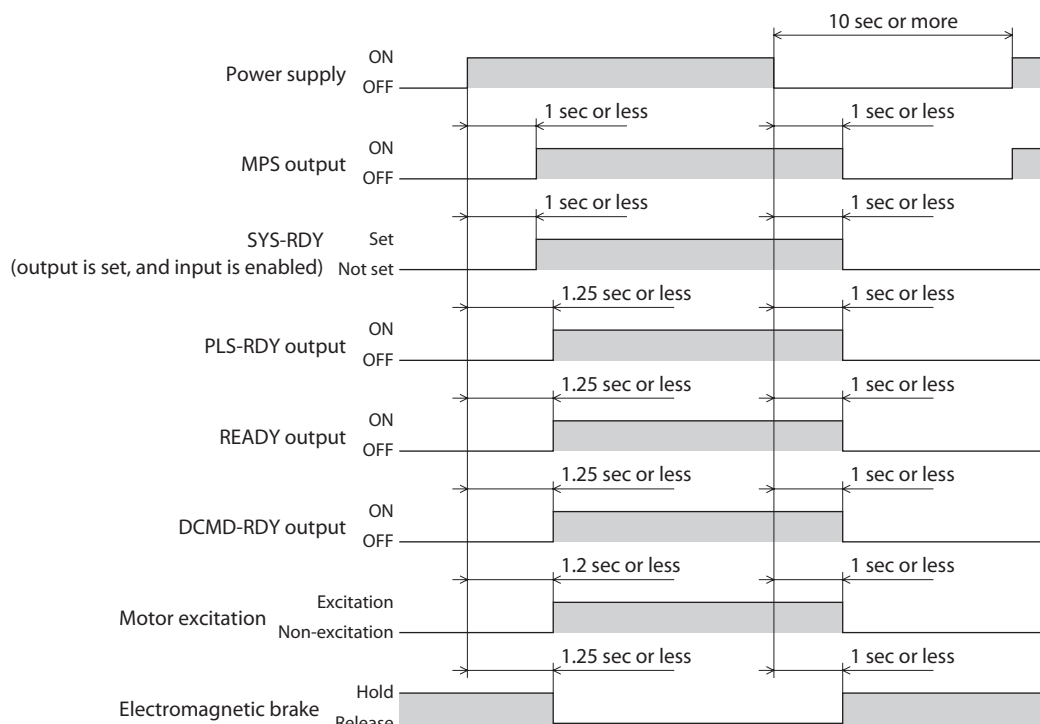 10 sec or more
Power supply
ON
OFF
1 sec or less
1 sec or less
MPS output
ON
OFF
1 sec or less
1 sec or less
SYS-RDY
(output is set, and input is enabled)
Set
Not set
1.25 sec or less
1 sec or less
PLS-RDY output
ON
OFF
1.25 sec or less
1 sec or less
READY output
ON
OFF
1.25 sec or less
1 sec or less
DCMD-RDY output
ON
OFF
1.2 sec or less
1 sec or less
Motor excitation
Excitation
Non-excitation
1.25 sec or less
1 sec or less
Electromagnetic brake
Hold
Release